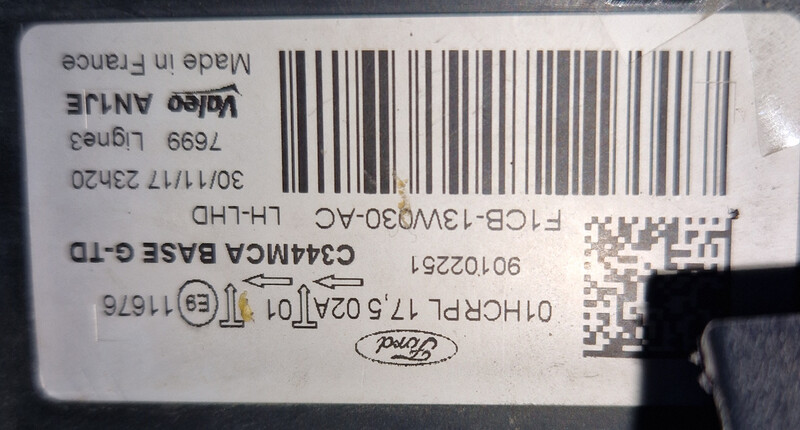 Ford
01HCRPL 17,5 02A 01 E9 11676
90102251 C344MCA BASE G-TD
F1CB-13W030-AC LH-LHD
30/11/17 23h20
7699 Ligne3
Valeo AN1JE
Made in France